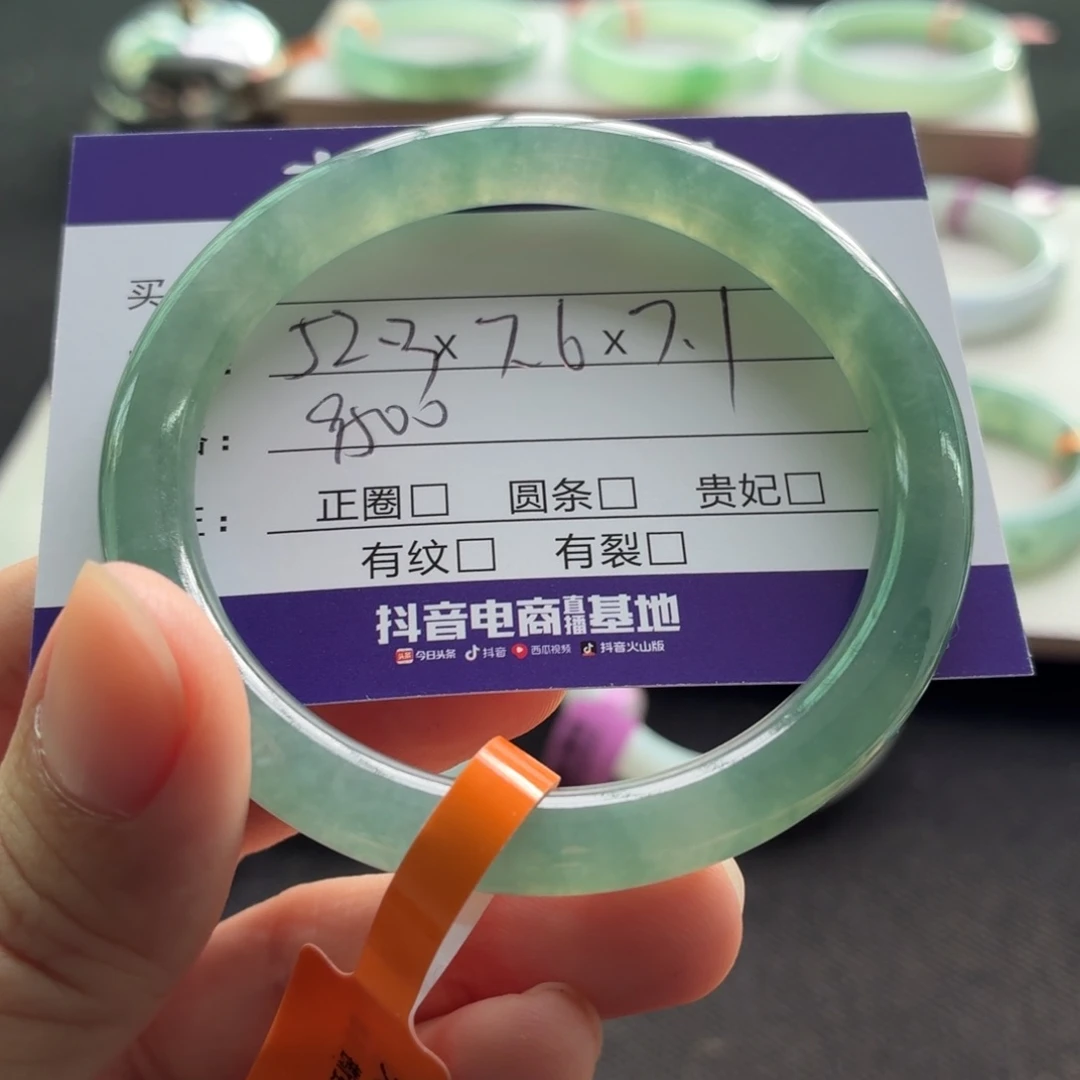 买
52.3x7.6x7.1
8500
正圈□ 圆条□ 贵妃□
有纹□ 有裂□
抖音电商直播基地
今日头条 抖音 西瓜视频 抖音火山版